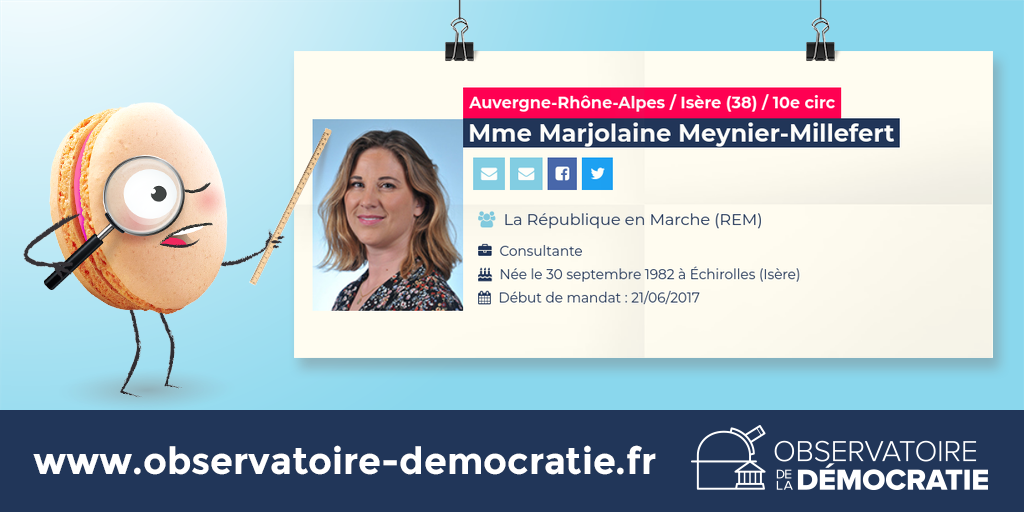 Auvergne-Rhône-Alpes / Isère (38) / 10e circ
Mme Marjolaine Meynier-Millefert
La République en Marche (REM)
Consultante
Née le 30 septembre 1982 à Échirolles (Isère)
Début de mandat : 21/06/2017
www.observatoire-democratie.fr
OBSERVATOIRE
DE LA DÉMOCRATIE